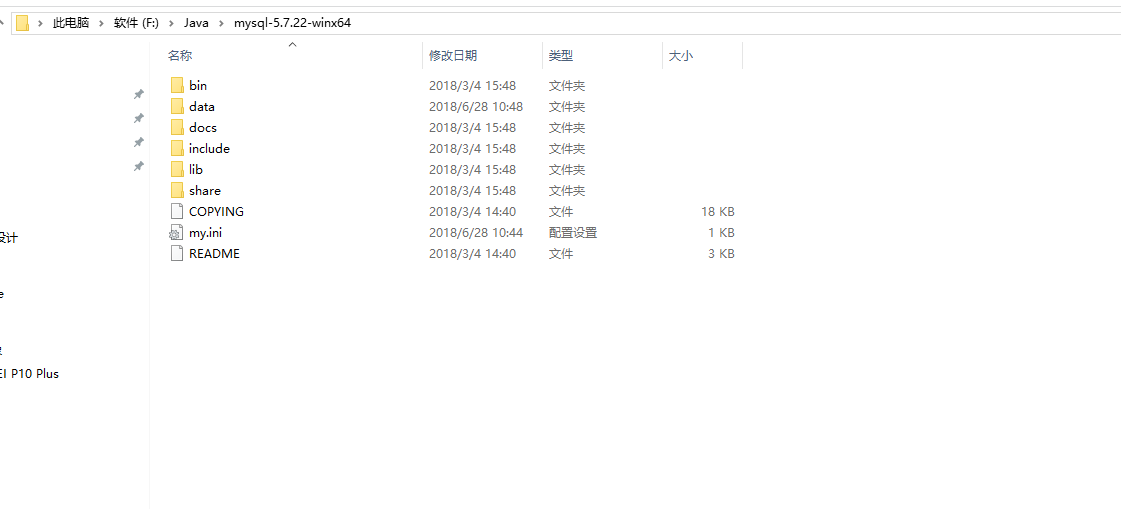 此电脑 软件 (F:) Java mysql-5.7.22-winx64
名称 修改日期 类型 大小
bin 2018/3/4 15:48 文件夹
data 2018/6/28 10:48 文件夹
docs 2018/3/4 15:48 文件夹
include 2018/3/4 15:48 文件夹
lib 2018/3/4 15:48 文件夹
share 2018/3/4 15:48 文件夹
COPYING 2018/3/4 14:40 文件 18 KB
my.ini 2018/6/28 10:44 配置设置 1 KB
README 2018/3/4 14:40 文件 3 KB
设计
e
EI P10 Plus